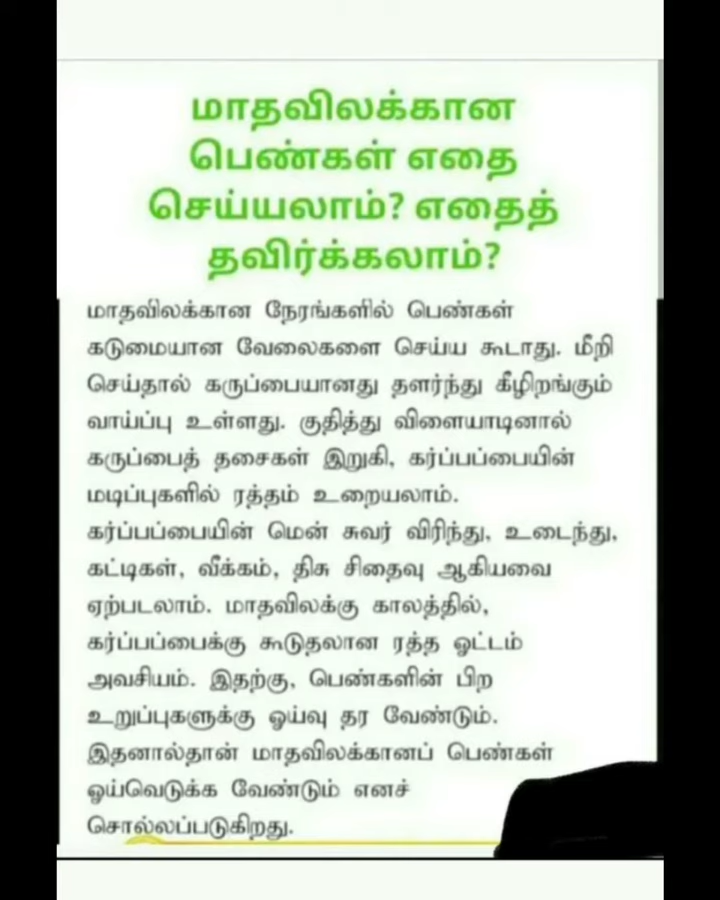 மாதவிலக்கான
பெண்கள் எதை
செய்யலாம்? எதைத்
தவிர்க்கலாம்?
மாதவிலக்கான நேரங்களில் பெண்கள்
கடுமையான வேலைகளை செய்ய கூடாது. மீறி
செய்தால் கருப்பையானது தளர்ந்து கீழிறங்கும்
வாய்ப்பு உள்ளது. குதித்து விளையாடினால்
கருப்பைத் தசைகள் இறுகி, கர்ப்பப்பையின்
மடிப்புகளில் ரத்தம் உறையலாம்.
கர்ப்பப்பையின் மென் சுவர் விரிந்து, உடைந்து,
கட்டிகள், வீக்கம், திசு சிதைவு ஆகியவை
ஏற்படலாம். மாதவிலக்கு காலத்தில்,
கர்ப்பப்பைக்கு கூடுதலான ரத்த ஓட்டம்
அவசியம். இதற்கு, பெண்களின் பிற
உறுப்புகளுக்கு ஓய்வு தர வேண்டும்.
இதனால்தான் மாதவிலக்கானப் பெண்கள்
ஓய்வெடுக்க வேண்டும் எனச்
சொல்லப்படுகிறது.